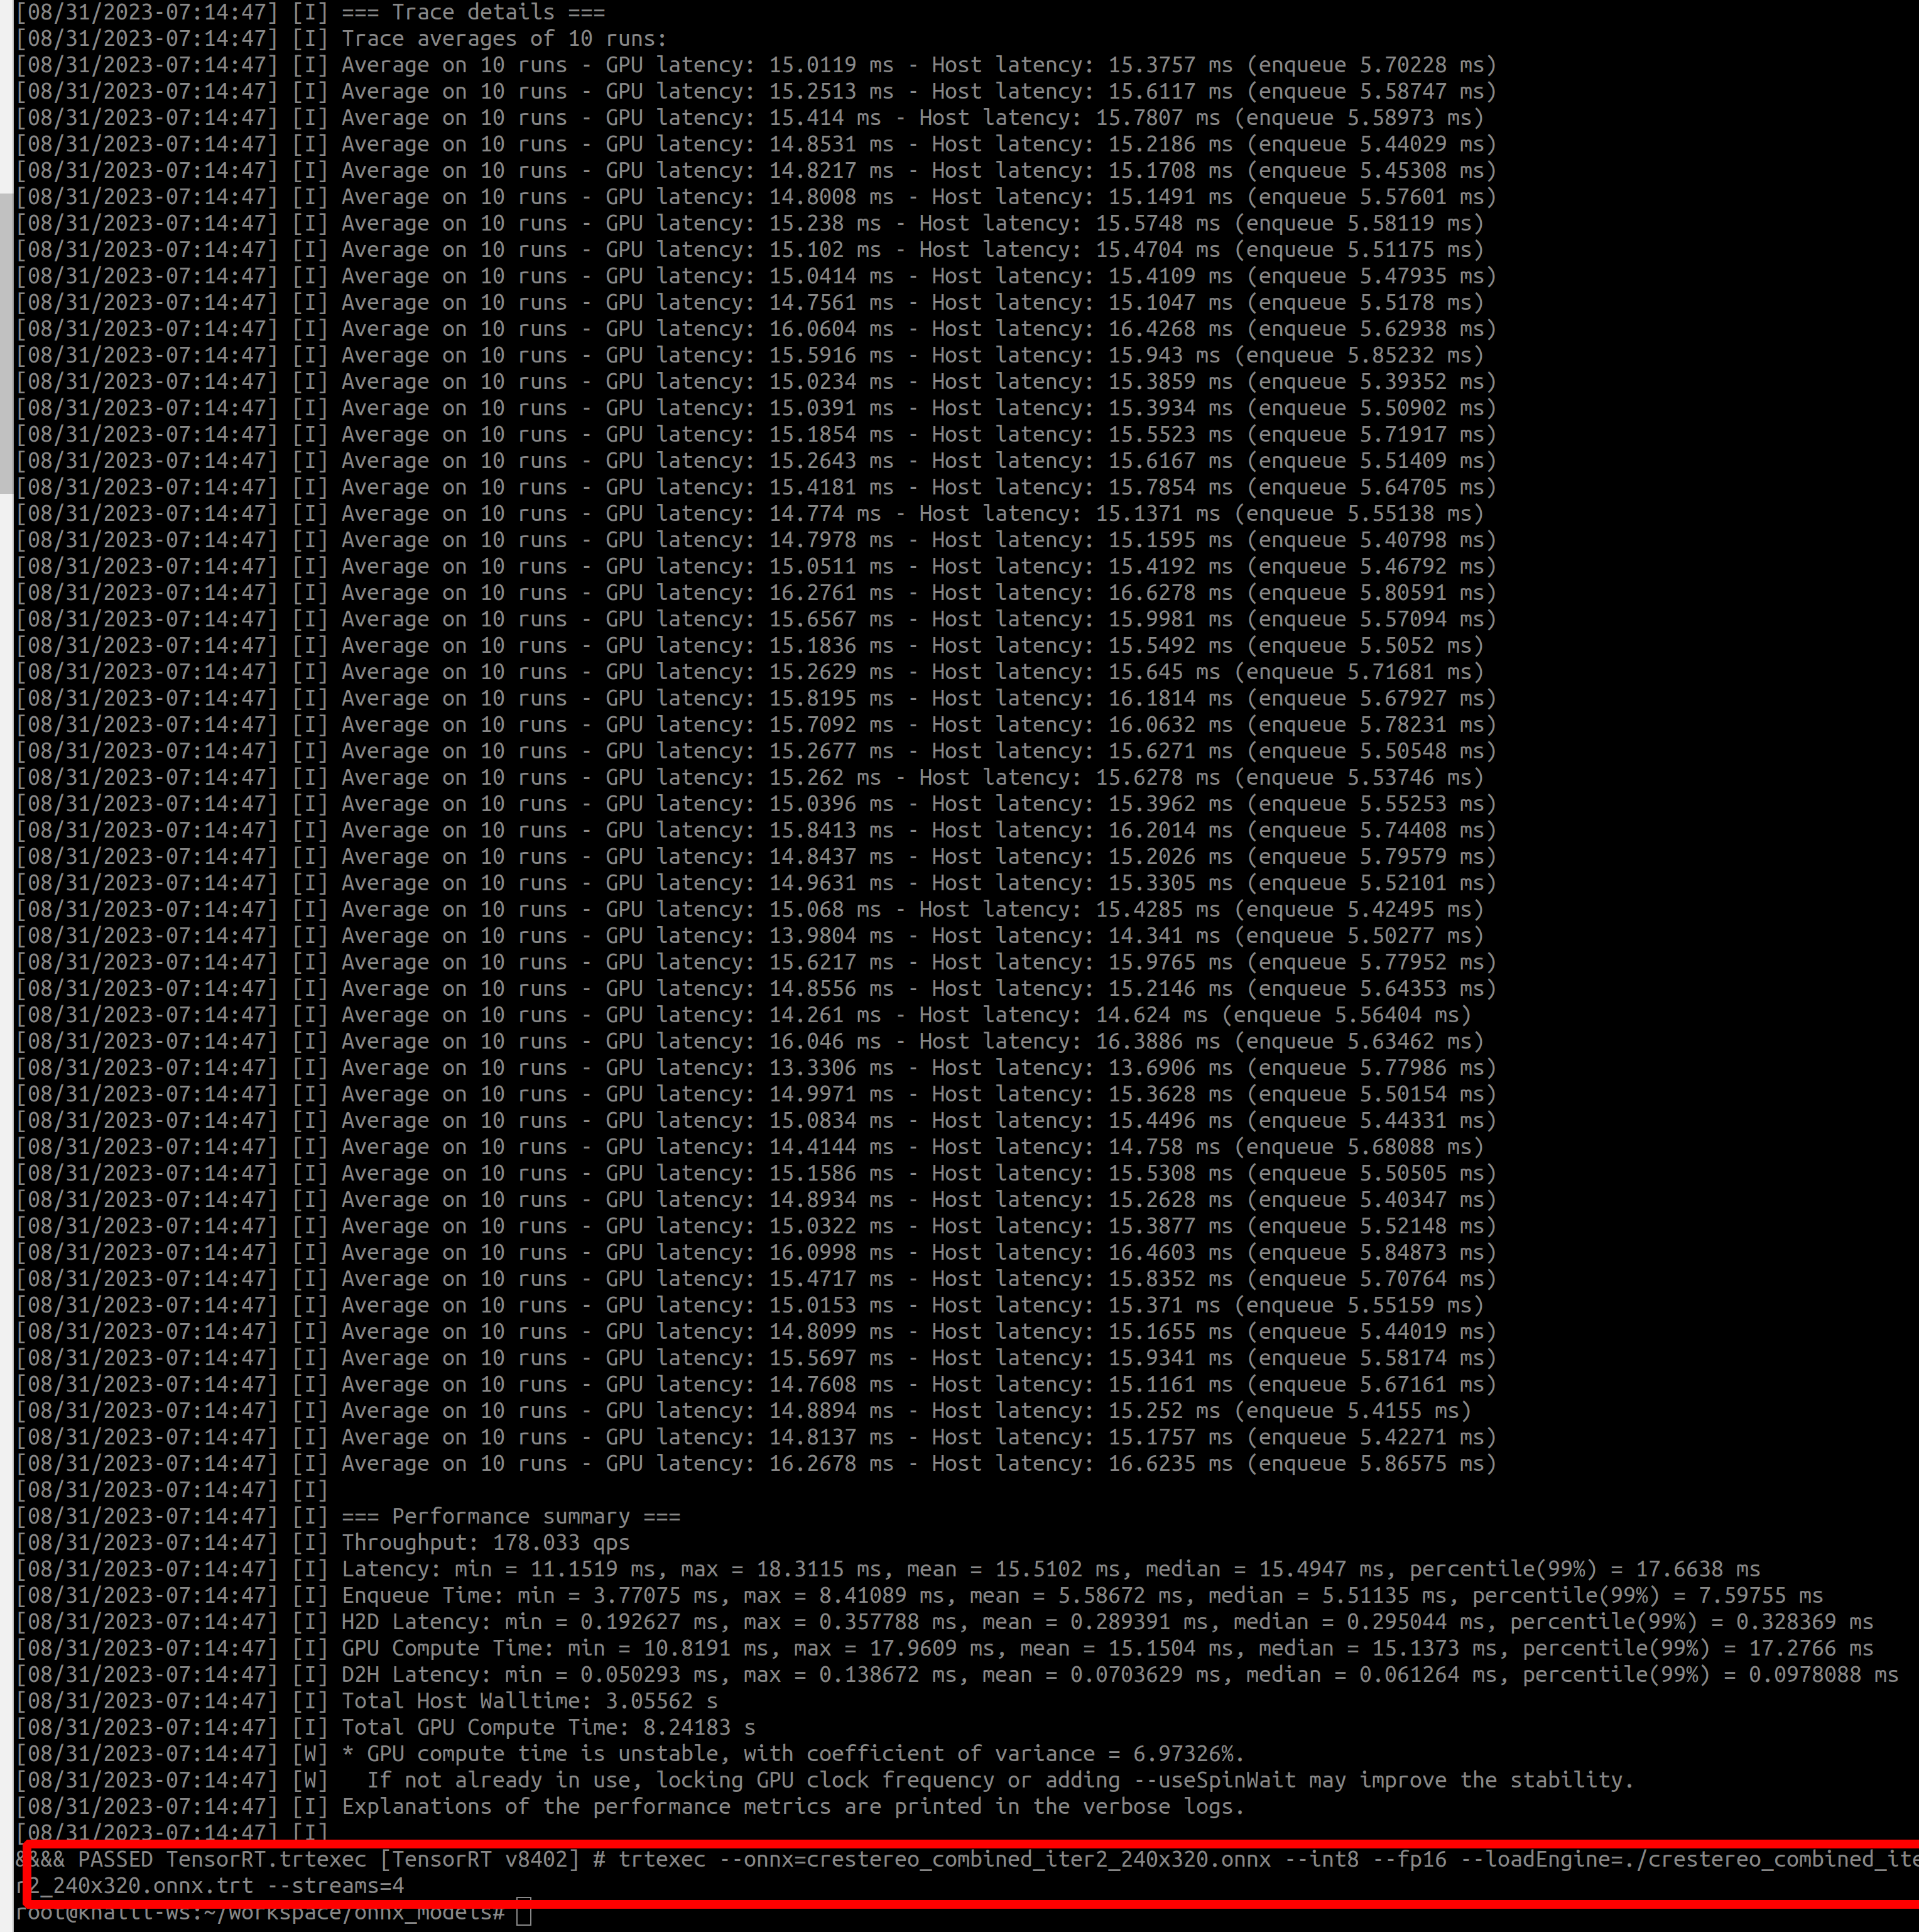 [08/31/2023-07:14:47] [I] === Trace details ===
[08/31/2023-07:14:47] [I] Trace averages of 10 runs:
[08/31/2023-07:14:47] [I] Average on 10 runs - GPU latency: 15.0119 ms - Host latency: 15.3757 ms (enqueue 5.70228 ms)
[08/31/2023-07:14:47] [I] Average on 10 runs - GPU latency: 15.2513 ms - Host latency: 15.6117 ms (enqueue 5.58747 ms)
[08/31/2023-07:14:47] [I] Average on 10 runs - GPU latency: 15.414 ms - Host latency: 15.7807 ms (enqueue 5.58973 ms)
[08/31/2023-07:14:47] [I] Average on 10 runs - GPU latency: 14.8531 ms - Host latency: 15.2186 ms (enqueue 5.44029 ms)
[08/31/2023-07:14:47] [I] Average on 10 runs - GPU latency: 14.8217 ms - Host latency: 15.1708 ms (enqueue 5.45308 ms)
[08/31/2023-07:14:47] [I] Average on 10 runs - GPU latency: 14.8008 ms - Host latency: 15.1491 ms (enqueue 5.57601 ms)
[08/31/2023-07:14:47] [I] Average on 10 runs - GPU latency: 15.238 ms - Host latency: 15.5748 ms (enqueue 5.58119 ms)
[08/31/2023-07:14:47] [I] Average on 10 runs - GPU latency: 15.102 ms - Host latency: 15.4704 ms (enqueue 5.51175 ms)
[08/31/2023-07:14:47] [I] Average on 10 runs - GPU latency: 15.0414 ms - Host latency: 15.4109 ms (enqueue 5.47935 ms)
[08/31/2023-07:14:47] [I] Average on 10 runs - GPU latency: 14.7561 ms - Host latency: 15.1047 ms (enqueue 5.5178 ms)
[08/31/2023-07:14:47] [I] Average on 10 runs - GPU latency: 16.0604 ms - Host latency: 16.4268 ms (enqueue 5.62938 ms)
[08/31/2023-07:14:47] [I] Average on 10 runs - GPU latency: 15.5916 ms - Host latency: 15.943 ms (enqueue 5.85232 ms)
[08/31/2023-07:14:47] [I] Average on 10 runs - GPU latency: 15.0234 ms - Host latency: 15.3859 ms (enqueue 5.39352 ms)
[08/31/2023-07:14:47] [I] Average on 10 runs - GPU latency: 15.0391 ms - Host latency: 15.3934 ms (enqueue 5.50902 ms)
[08/31/2023-07:14:47] [I] Average on 10 runs - GPU latency: 15.1854 ms - Host latency: 15.5523 ms (enqueue 5.71917 ms)
[08/31/2023-07:14:47] [I] Average on 10 runs - GPU latency: 15.2643 ms - Host latency: 15.6167 ms (enqueue 5.51409 ms)
[08/31/2023-07:14:47] [I] Average on 10 runs - GPU latency: 15.4181 ms - Host latency: 15.7854 ms (enqueue 5.64705 ms)
[08/31/2023-07:14:47] [I] Average on 10 runs - GPU latency: 14.774 ms - Host latency: 15.1371 ms (enqueue 5.55138 ms)
[08/31/2023-07:14:47] [I] Average on 10 runs - GPU latency: 14.7978 ms - Host latency: 15.1595 ms (enqueue 5.40798 ms)
[08/31/2023-07:14:47] [I] Average on 10 runs - GPU latency: 15.0511 ms - Host latency: 15.4192 ms (enqueue 5.46792 ms)
[08/31/2023-07:14:47] [I] Average on 10 runs - GPU latency: 16.2761 ms - Host latency: 16.6278 ms (enqueue 5.80591 ms)
[08/31/2023-07:14:47] [I] Average on 10 runs - GPU latency: 15.6567 ms - Host latency: 15.9981 ms (enqueue 5.57094 ms)
[08/31/2023-07:14:47] [I] Average on 10 runs - GPU latency: 15.1836 ms - Host latency: 15.5492 ms (enqueue 5.5052 ms)
[08/31/2023-07:14:47] [I] Average on 10 runs - GPU latency: 15.2629 ms - Host latency: 15.645 ms (enqueue 5.71681 ms)
[08/31/2023-07:14:47] [I] Average on 10 runs - GPU latency: 15.8195 ms - Host latency: 16.1814 ms (enqueue 5.67927 ms)
[08/31/2023-07:14:47] [I] Average on 10 runs - GPU latency: 15.7092 ms - Host latency: 16.0632 ms (enqueue 5.78231 ms)
[08/31/2023-07:14:47] [I] Average on 10 runs - GPU latency: 15.2677 ms - Host latency: 15.6271 ms (enqueue 5.50548 ms)
[08/31/2023-07:14:47] [I] Average on 10 runs - GPU latency: 15.262 ms - Host latency: 15.6278 ms (enqueue 5.53746 ms)
[08/31/2023-07:14:47] [I] Average on 10 runs - GPU latency: 15.0396 ms - Host latency: 15.3962 ms (enqueue 5.55253 ms)
[08/31/2023-07:14:47] [I] Average on 10 runs - GPU latency: 15.8413 ms - Host latency: 16.2014 ms (enqueue 5.74408 ms)
[08/31/2023-07:14:47] [I] Average on 10 runs - GPU latency: 14.8437 ms - Host latency: 15.2026 ms (enqueue 5.79579 ms)
[08/31/2023-07:14:47] [I] Average on 10 runs - GPU latency: 14.9631 ms - Host latency: 15.3305 ms (enqueue 5.52101 ms)
[08/31/2023-07:14:47] [I] Average on 10 runs - GPU latency: 15.068 ms - Host latency: 15.4285 ms (enqueue 5.42495 ms)
[08/31/2023-07:14:47] [I] Average on 10 runs - GPU latency: 13.9804 ms - Host latency: 14.341 ms (enqueue 5.50277 ms)
[08/31/2023-07:14:47] [I] Average on 10 runs - GPU latency: 15.6217 ms - Host latency: 15.9765 ms (enqueue 5.77952 ms)
[08/31/2023-07:14:47] [I] Average on 10 runs - GPU latency: 14.8556 ms - Host latency: 15.2146 ms (enqueue 5.64353 ms)
[08/31/2023-07:14:47] [I] Average on 10 runs - GPU latency: 14.261 ms - Host latency: 14.624 ms (enqueue 5.56404 ms)
[08/31/2023-07:14:47] [I] Average on 10 runs - GPU latency: 16.046 ms - Host latency: 16.3886 ms (enqueue 5.63462 ms)
[08/31/2023-07:14:47] [I] Average on 10 runs - GPU latency: 13.3306 ms - Host latency: 13.6906 ms (enqueue 5.77986 ms)
[08/31/2023-07:14:47] [I] Average on 10 runs - GPU latency: 14.9971 ms - Host latency: 15.3628 ms (enqueue 5.50154 ms)
[08/31/2023-07:14:47] [I] Average on 10 runs - GPU latency: 15.0834 ms - Host latency: 15.4496 ms (enqueue 5.44331 ms)
[08/31/2023-07:14:47] [I] Average on 10 runs - GPU latency: 14.4144 ms - Host latency: 14.758 ms (enqueue 5.68088 ms)
[08/31/2023-07:14:47] [I] Average on 10 runs - GPU latency: 15.1586 ms - Host latency: 15.5308 ms (enqueue 5.50505 ms)
[08/31/2023-07:14:47] [I] Average on 10 runs - GPU latency: 14.8934 ms - Host latency: 15.2628 ms (enqueue 5.40347 ms)
[08/31/2023-07:14:47] [I] Average on 10 runs - GPU latency: 15.0322 ms - Host latency: 15.3877 ms (enqueue 5.52148 ms)
[08/31/2023-07:14:47] [I] Average on 10 runs - GPU latency: 16.0998 ms - Host latency: 16.4603 ms (enqueue 5.84873 ms)
[08/31/2023-07:14:47] [I] Average on 10 runs - GPU latency: 15.4717 ms - Host latency: 15.8352 ms (enqueue 5.70764 ms)
[08/31/2023-07:14:47] [I] Average on 10 runs - GPU latency: 15.0153 ms - Host latency: 15.371 ms (enqueue 5.55159 ms)
[08/31/2023-07:14:47] [I] Average on 10 runs - GPU latency: 14.8099 ms - Host latency: 15.1655 ms (enqueue 5.44019 ms)
[08/31/2023-07:14:47] [I] Average on 10 runs - GPU latency: 15.5697 ms - Host latency: 15.9341 ms (enqueue 5.58174 ms)
[08/31/2023-07:14:47] [I] Average on 10 runs - GPU latency: 14.7608 ms - Host latency: 15.1161 ms (enqueue 5.67161 ms)
[08/31/2023-07:14:47] [I] Average on 10 runs - GPU latency: 14.8894 ms - Host latency: 15.252 ms (enqueue 5.4155 ms)
[08/31/2023-07:14:47] [I] Average on 10 runs - GPU latency: 14.8137 ms - Host latency: 15.1757 ms (enqueue 5.42271 ms)
[08/31/2023-07:14:47] [I] Average on 10 runs - GPU latency: 16.2678 ms - Host latency: 16.6235 ms (enqueue 5.86575 ms)
[08/31/2023-07:14:47] [I]
[08/31/2023-07:14:47] [I] === Performance summary ===
[08/31/2023-07:14:47] [I] Throughput: 178.033 qps
[08/31/2023-07:14:47] [I] Latency: min = 11.1519 ms, max = 18.3115 ms, mean = 15.5102 ms, median = 15.4947 ms, percentile(99%) = 17.6638 ms
[08/31/2023-07:14:47] [I] Enqueue Time: min = 3.77075 ms, max = 8.41089 ms, mean = 5.58672 ms, median = 5.51135 ms, percentile(99%) = 7.59755 ms
[08/31/2023-07:14:47] [I] H2D Latency: min = 0.192627 ms, max = 0.357788 ms, mean = 0.289391 ms, median = 0.295044 ms, percentile(99%) = 0.328369 ms
[08/31/2023-07:14:47] [I] GPU Compute Time: min = 10.8191 ms, max = 17.9609 ms, mean = 15.1504 ms, median = 15.1373 ms, percentile(99%) = 17.2766 ms
[08/31/2023-07:14:47] [I] D2H Latency: min = 0.050293 ms, max = 0.138672 ms, mean = 0.0703629 ms, median = 0.061264 ms, percentile(99%) = 0.0978088 ms
[08/31/2023-07:14:47] [I] Total Host Walltime: 3.05562 s
[08/31/2023-07:14:47] [I] Total GPU Compute Time: 8.24183 s
[08/31/2023-07:14:47] [W] * GPU compute time is unstable, with coefficient of variance = 6.97326%.
[08/31/2023-07:14:47] [W]   If not already in use, locking GPU clock frequency or adding --useSpinWait may improve the stability.
[08/31/2023-07:14:47] [I] Explanations of the performance metrics are printed in the verbose logs.
[08/31/2023-07:14:47] [I]
&&&& PASSED TensorRT.trtexec [TensorRT v8402] # trtexec --onnx=crestereo_combined_iter2_240x320.onnx --int8 --fp16 --loadEngine=./crestereo_combined_ite
r2_240x320.onnx.trt --streams=4
root@khalil-ws:~/workspace/onnx_models#